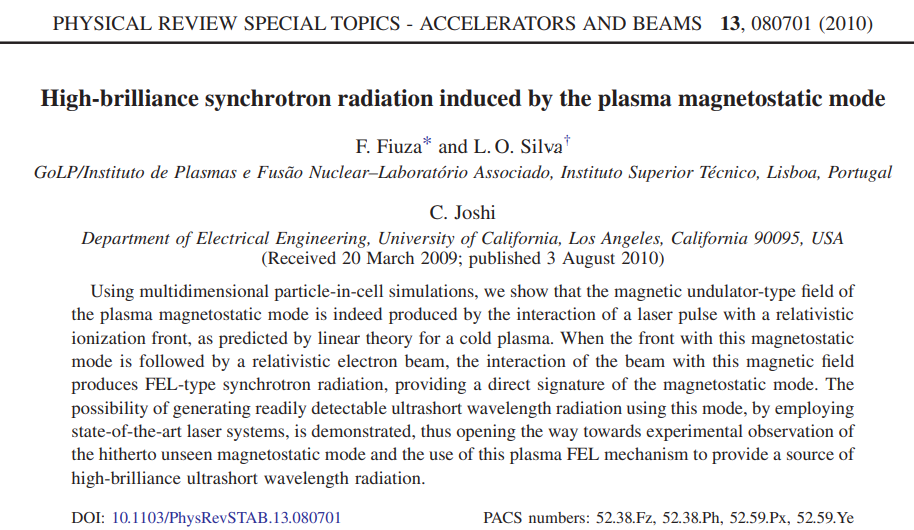 PHYSICAL REVIEW SPECIAL TOPICS - ACCELERATORS AND BEAMS 13, 080701 (2010)
High-brilliance synchrotron radiation induced by the plasma magnetostatic mode
F. Fiuza* and L. O. Silva†
GoLP/Instituto de Plasmas e Fusão Nuclear–Laboratório Associado, Instituto Superior Técnico, Lisboa, Portugal
C. Joshi
Department of Electrical Engineering, University of California, Los Angeles, California 90095, USA
(Received 20 March 2009; published 3 August 2010)
Using multidimensional particle-in-cell simulations, we show that the magnetic undulator-type field of
the plasma magnetostatic mode is indeed produced by the interaction of a laser pulse with a relativistic
ionization front, as predicted by linear theory for a cold plasma. When the front with this magnetostatic
mode is followed by a relativistic electron beam, the interaction of the beam with this magnetic field
produces FEL-type synchrotron radiation, providing a direct signature of the magnetostatic mode. The
possibility of generating readily detectable ultrashort wavelength radiation using this mode, by employing
state-of-the-art laser systems, is demonstrated, thus opening the way towards experimental observation of
the hitherto unseen magnetostatic mode and the use of this plasma FEL mechanism to provide a source of
high-brilliance ultrashort wavelength radiation.
DOI: 10.1103/PhysRevSTAB.13.080701 PACS numbers: 52.38.Fz, 52.38.Ph, 52.59.Px, 52.59.Ye